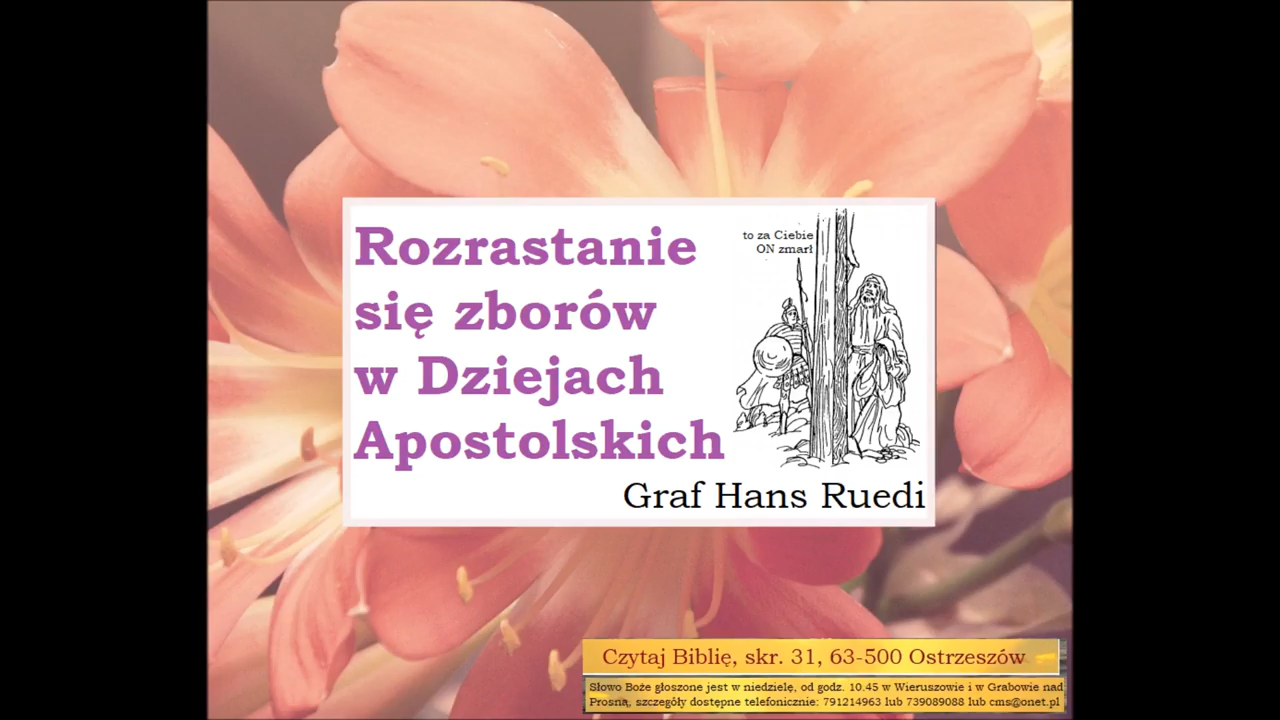 Rozrastanie
się zborów
w Dziejach
Apostolskich
to za Ciebie
ON zmarł
Graf Hans Ruedi
Czytaj Biblię, skr. 31, 63-500 Ostrzeszów
Słowo Boże głoszone jest w niedzielę, od godz. 10.45 w Wieruszowie i w Grabowie nad
Prosną, szczegóły dostępne telefonicznie: 791214963 lub 739089088 lub cms@onet.pl